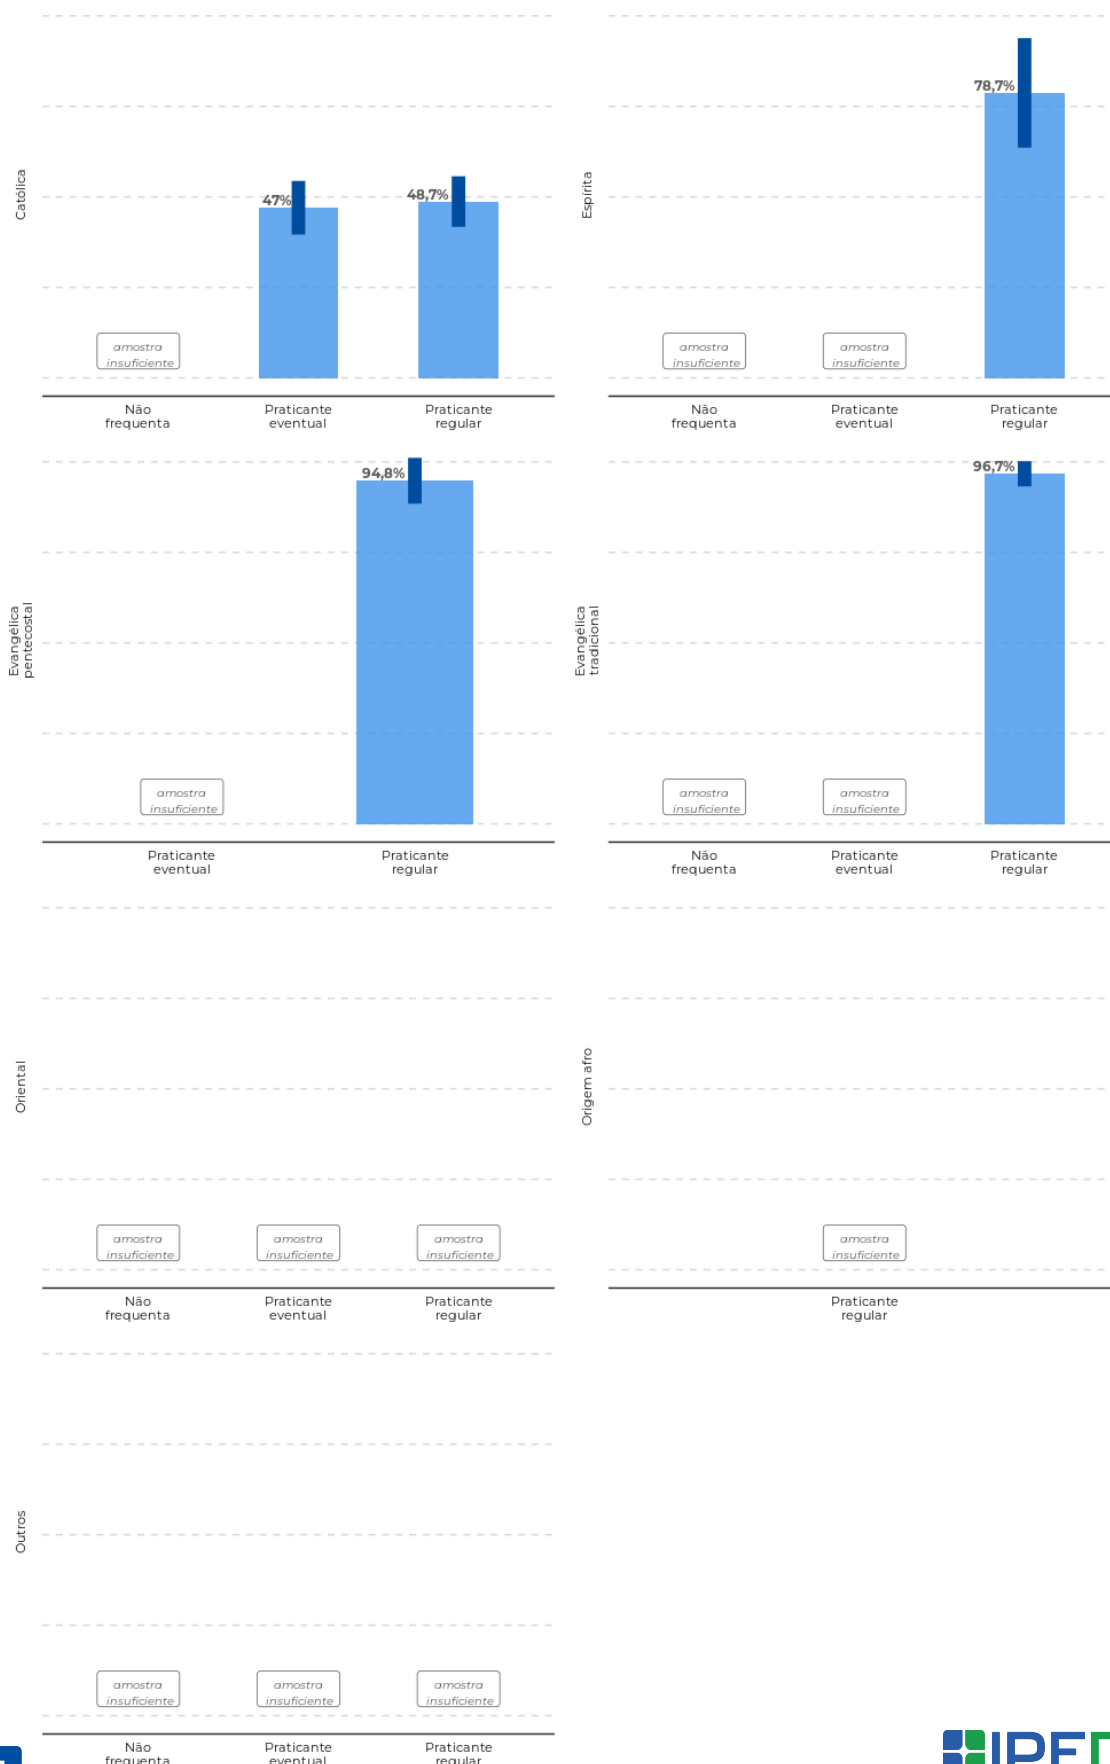 Católica
47%
48,7%
amostra
insuficiente
Não
frequenta
Praticante
eventual
Praticante
regular
Espírita
78,7%
amostra
insuficiente
amostra
insuficiente
Não
frequenta
Praticante
eventual
Praticante
regular
Evangélica
pentecostal
94,8%
amostra
insuficiente
Praticante
eventual
Praticante
regular
Evangélica
tradicional
96,7%
amostra
insuficiente
amostra
insuficiente
Não
frequenta
Praticante
eventual
Praticante
regular
Oriental
amostra
insuficiente
amostra
insuficiente
amostra
insuficiente
Não
frequenta
Praticante
eventual
Praticante
regular
Origem afro
amostra
insuficiente
Praticante
regular
Outros
amostra
insuficiente
amostra
insuficiente
amostra
insuficiente
Não
frequenta
Praticante
eventual
Praticante
regular